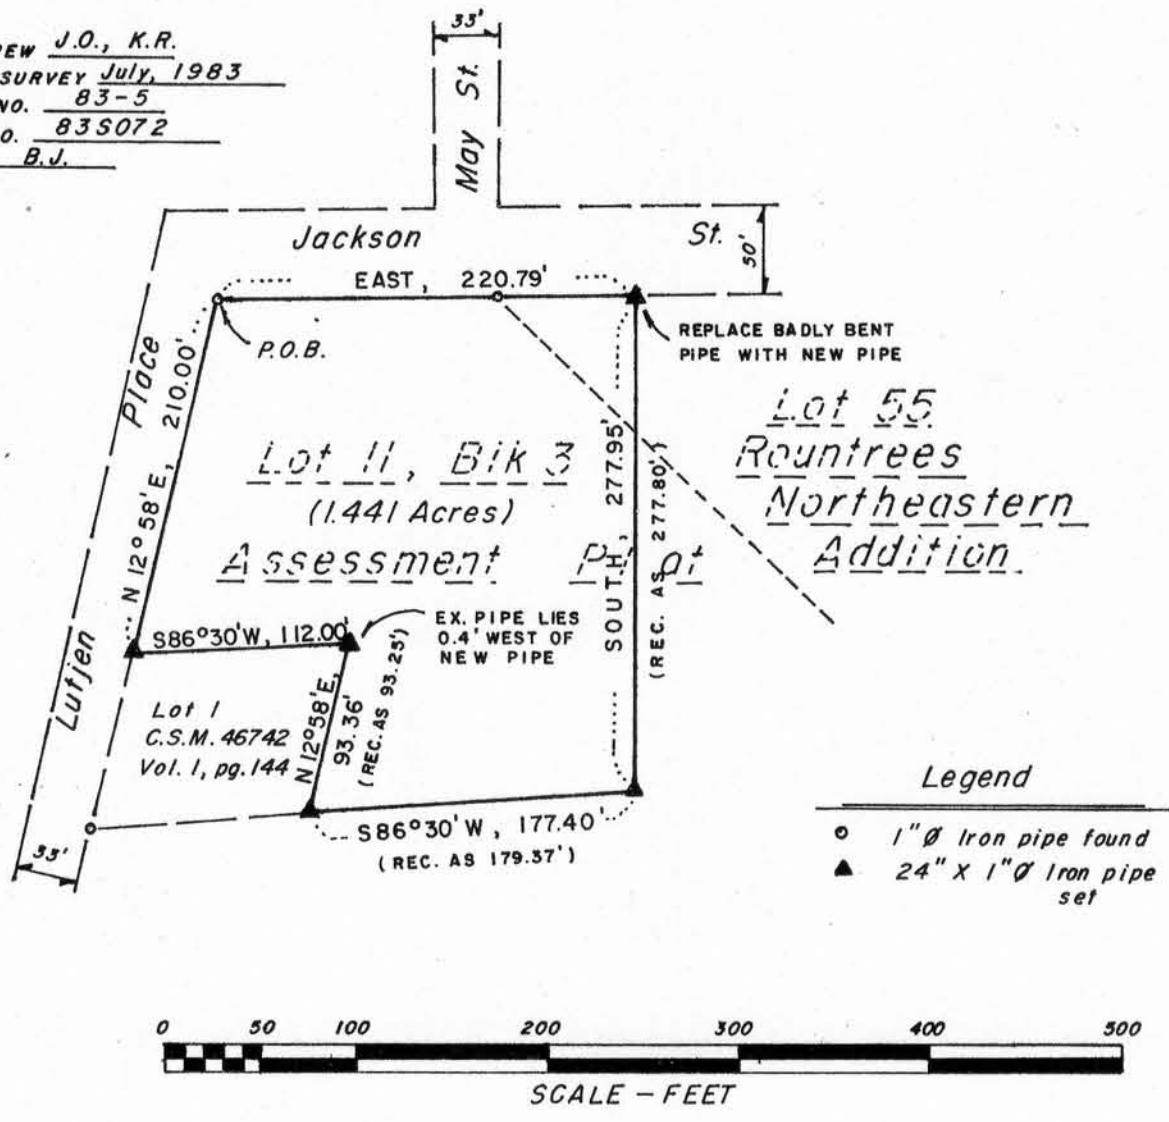 EW J.O., K.R.
SURVEY July, 1983
NO. 83-5
O. 83S072
B.J.
33'
May St.
Jackson St.
50'
EAST, 220.79'
P.O.B.
REPLACE BADLY BENT
PIPE WITH NEW PIPE
Lutjen Place
N 12°58'E, 210.00'
Lot 11, Blk 3
(1.441 Acres)
Assessment Plat
SOUTH, 277.95'
(REC. AS 277.80')
Lot 55
Rountrees
Northeastern
Addition
S86°30'W, 112.00'
EX. PIPE LIES
0.4' WEST OF
NEW PIPE
Lot 1
C.S.M. 46742
Vol. 1, pg. 144
N 12°58'E,
93.36'
(REC. AS 93.25')
S86°30'W, 177.40'
(REC. AS 179.37')
33'
Legend
1"Ø Iron pipe found
24" X 1"Ø Iron pipe
set
0 50 100 200 300 400 500
SCALE - FEET